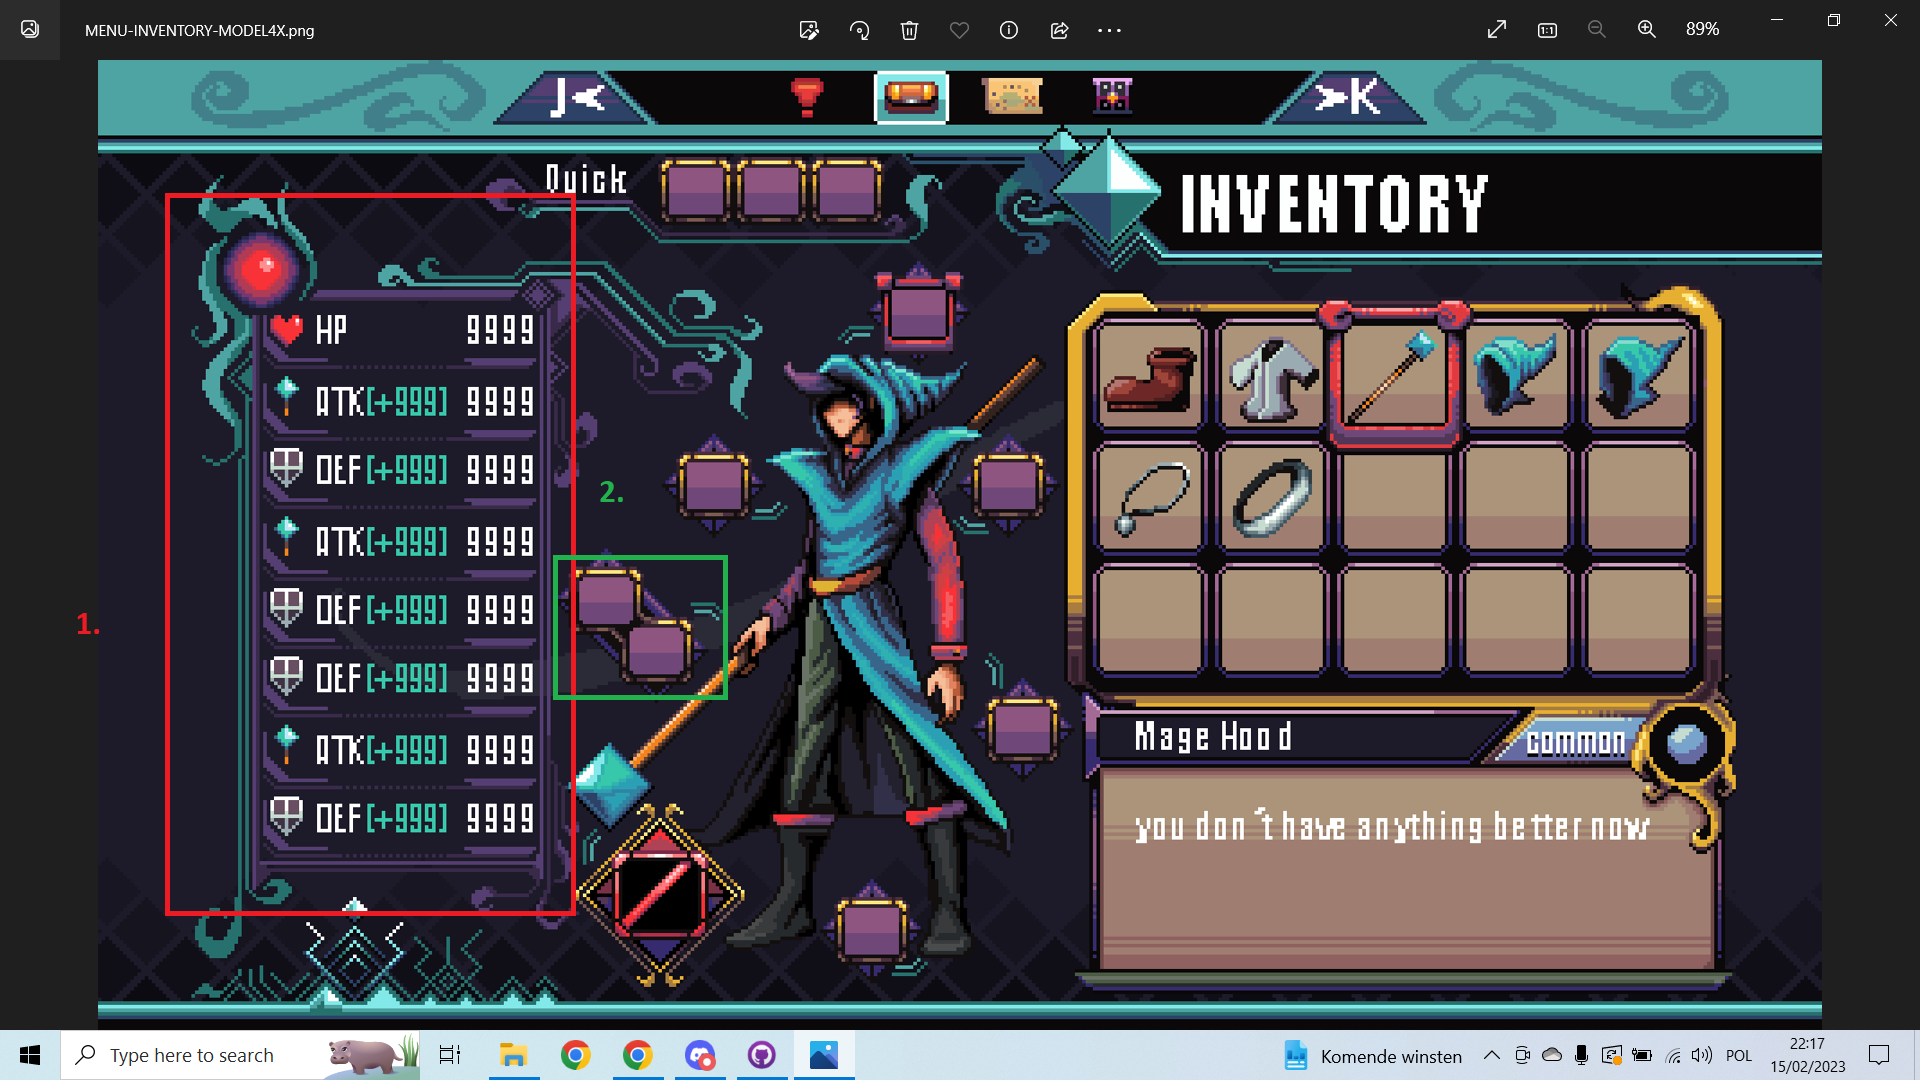 MENU-INVENTORY-MODEL4X.png
89%
J
K
Quick
INVENTORY
HP 9999
ATK[+999] 9999
DEF[+999] 9999
2.
ATK[+999] 9999
DEF[+999] 9999
1.
DEF[+999] 9999
ATK[+999] 9999
DEF[+999] 9999
Mage Hood
common
you don't have anything better now
Type here to search
Komende winsten
POL
22:17
15/02/2023